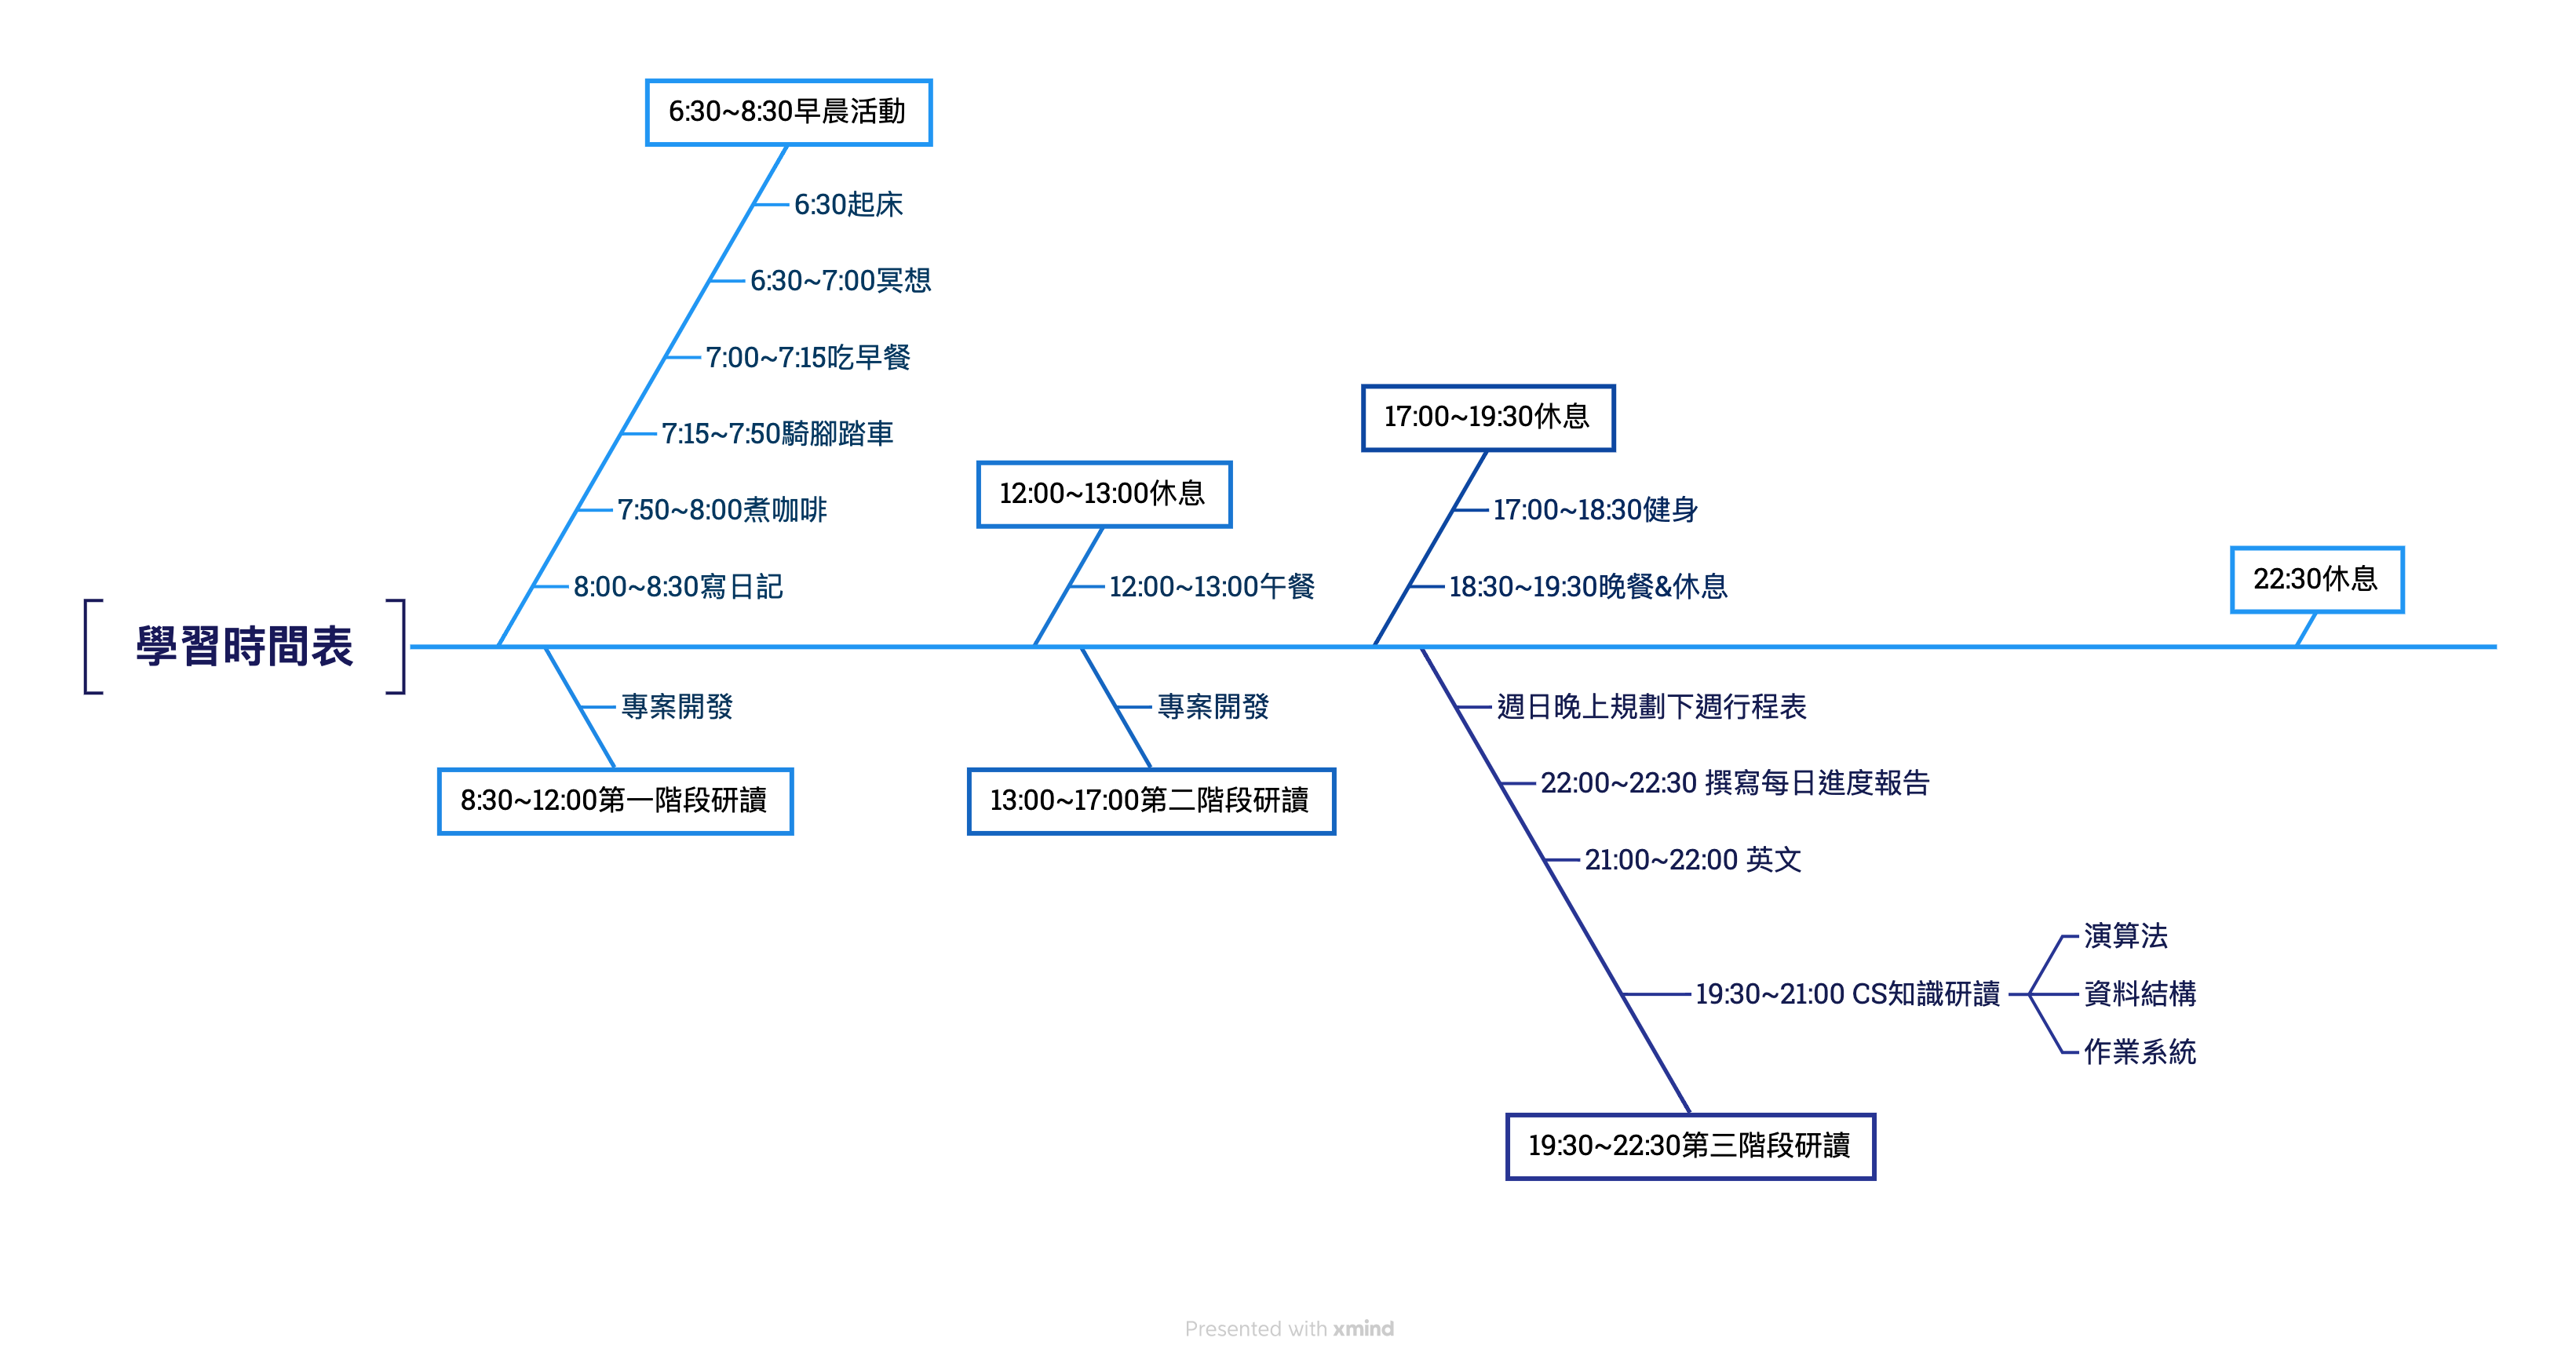 學習時間表
6:30~8:30早晨活動
6:30起床
6:30~7:00冥想
7:00~7:15吃早餐
7:15~7:50騎腳踏車
7:50~8:00煮咖啡
8:00~8:30寫日記
專案開發
8:30~12:00第一階段研讀
12:00~13:00休息
12:00~13:00午餐
專案開發
13:00~17:00第二階段研讀
17:00~19:30休息
17:00~18:30健身
18:30~19:30晚餐&休息
週日晚上規劃下週行程表
22:00~22:30 撰寫每日進度報告
21:00~22:00 英文
19:30~21:00 CS知識研讀
演算法
資料結構
作業系統
19:30~22:30第三階段研讀
22:30休息
Presented with xmind